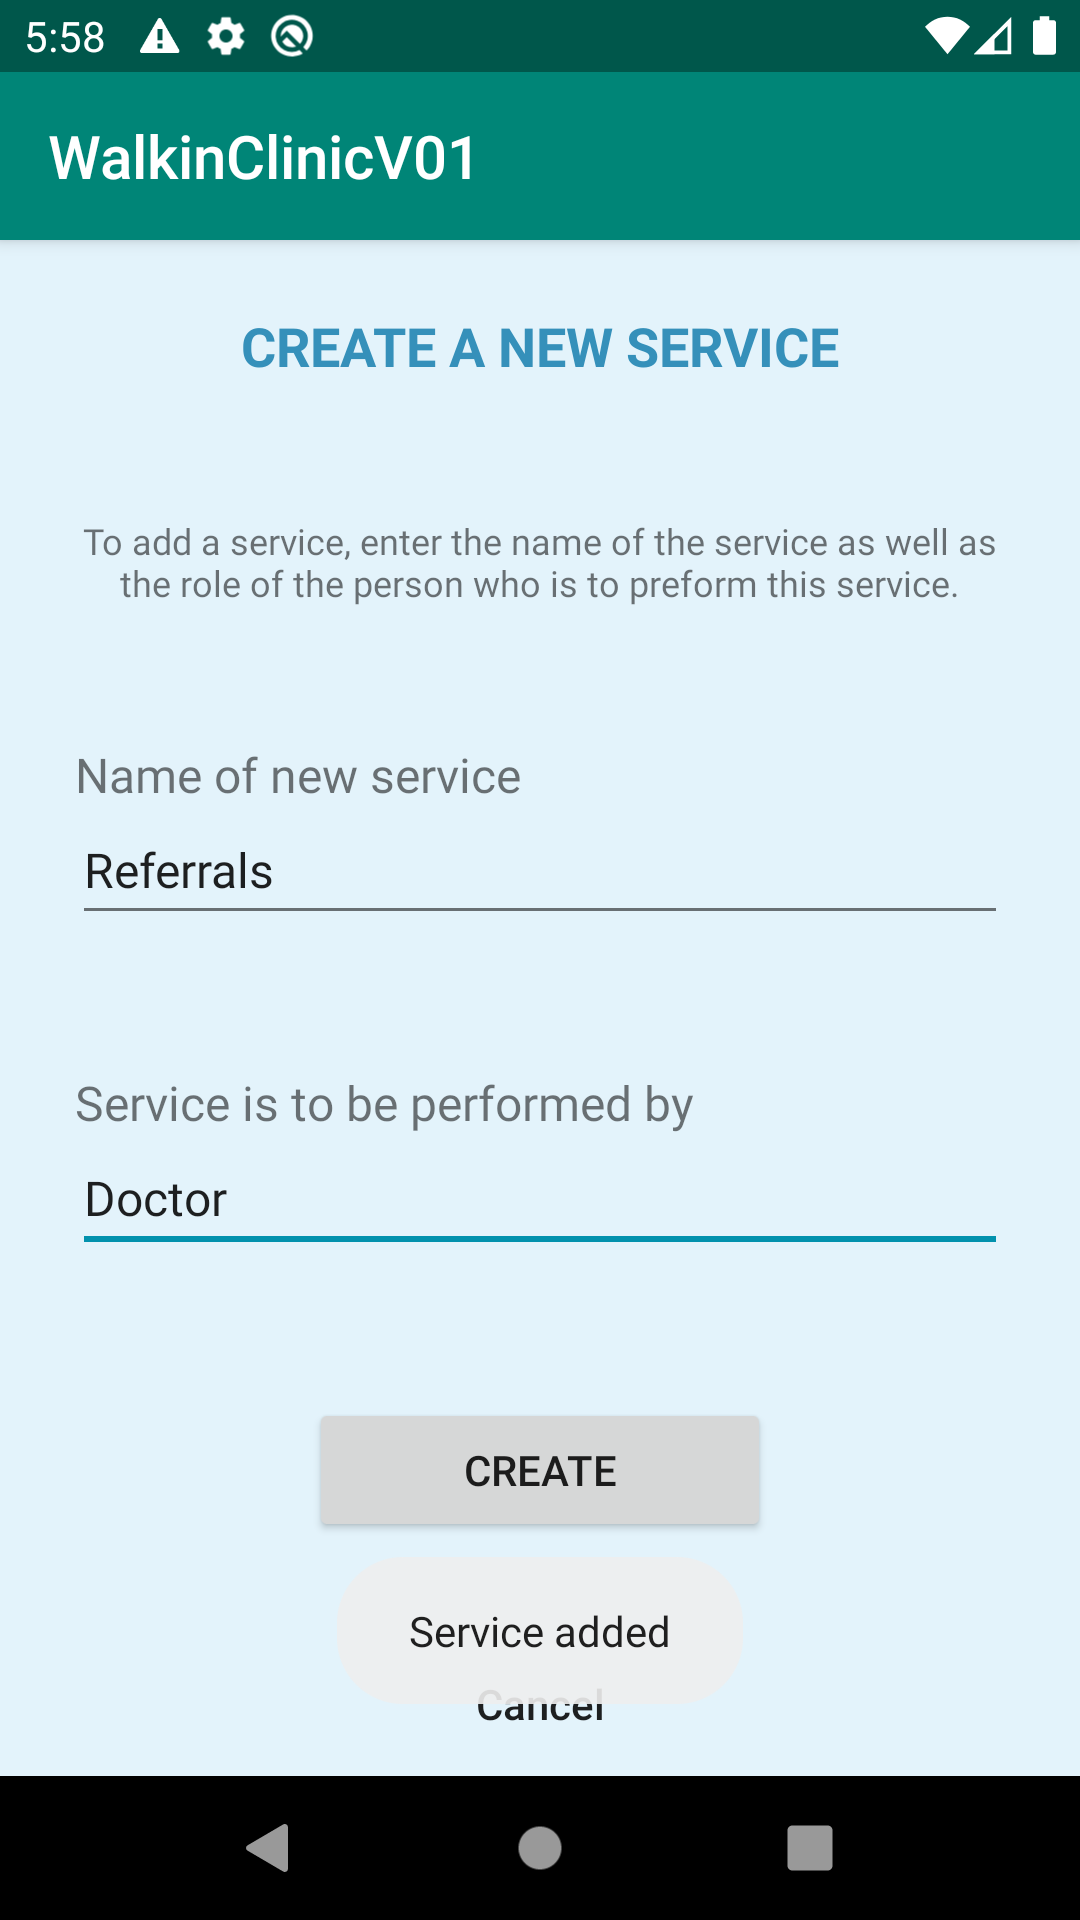 5:58
WalkinClinicV01
CREATE A NEW SERVICE
To add a service, enter the name of the service as well as
the role of the person who is to preform this service.
Name of new service
Referrals
Service is to be performed by
Doctor
CREATE
Service added
Cancel